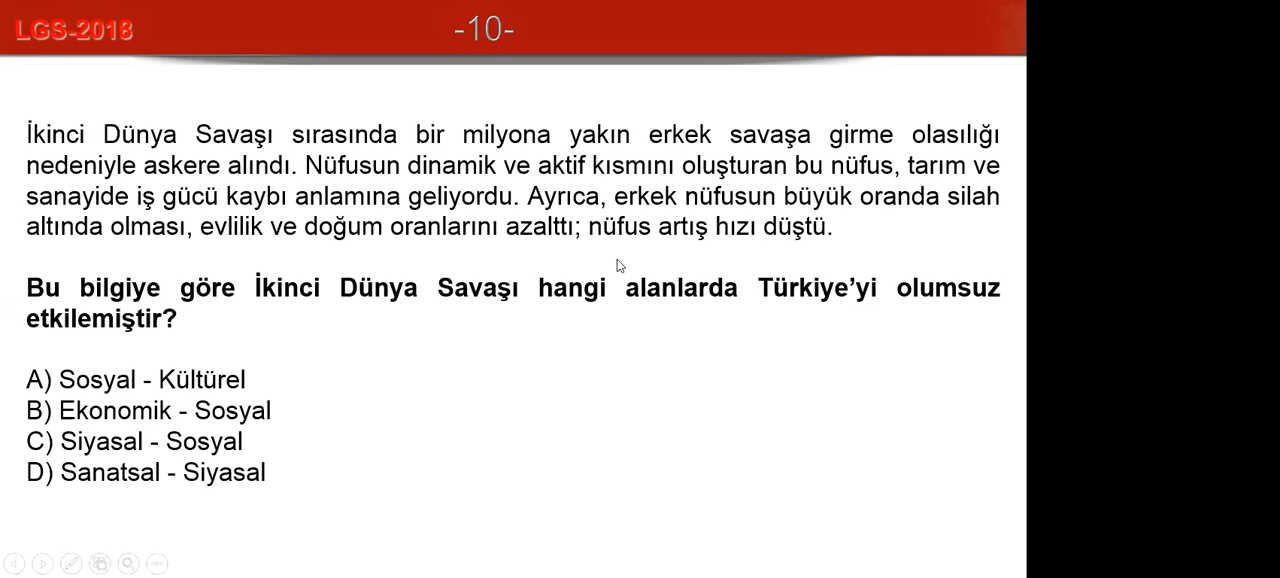 LGS-2018
-10-
İkinci Dünya Savaşı sırasında bir milyona yakın erkek savaşa girme olasılığı
nedeniyle askere alındı. Nüfusun dinamik ve aktif kısmını oluşturan bu nüfus, tarım ve
sanayide iş gücü kaybı anlamına geliyordu. Ayrıca, erkek nüfusun büyük oranda silah
altında olması, evlilik ve doğum oranlarını azalttı; nüfus artış hızı düştü.
Bu bilgiye göre İkinci Dünya Savaşı hangi alanlarda Türkiye’yi olumsuz
etkilemiştir?
A) Sosyal - Kültürel
B) Ekonomik - Sosyal
C) Siyasal - Sosyal
D) Sanatsal - Siyasal